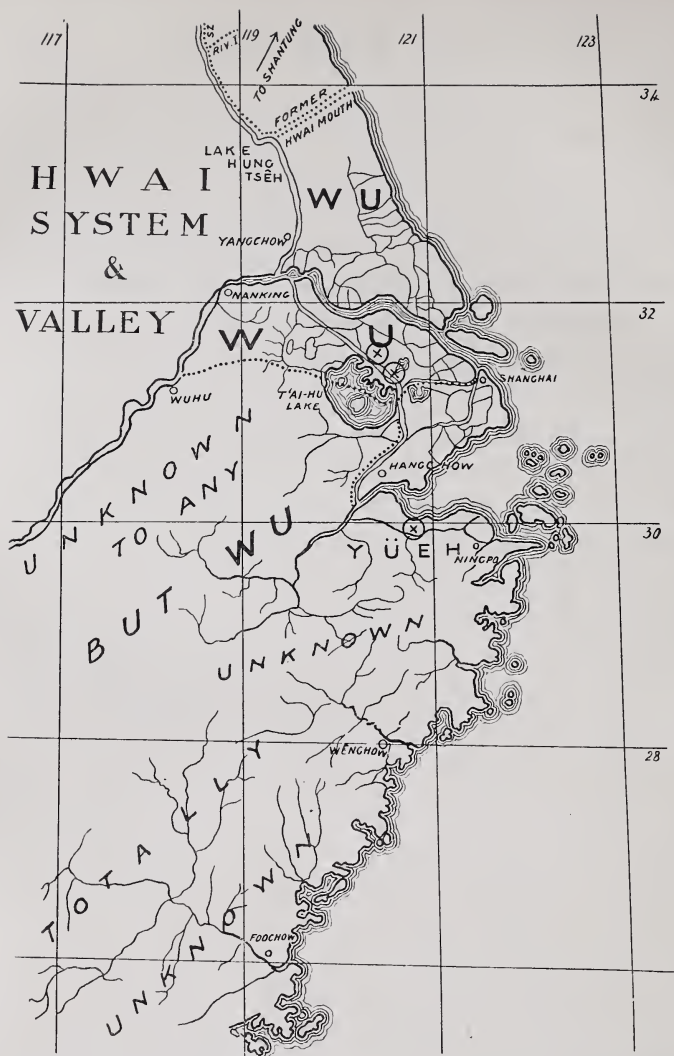 117
119
121
123
SZ
RIV. I
TO SHANTUNG
34
FORMER
HWAI MOUTH
LAKE
HUNG
TSÊH
HWAI
SYSTEM
&
VALLEY
WU
YANGCHOW
NANKING
32
WU
SHANGHAI
WUHU
T'AI-HU
LAKE
HANGCHOW
UNKNOWN
TO ANY
BUT WU
30
YÜEH
NINGPO
UNKNOWN
WENCHOW
28
TOTALLY
UNKNOWN
FOOCHOW